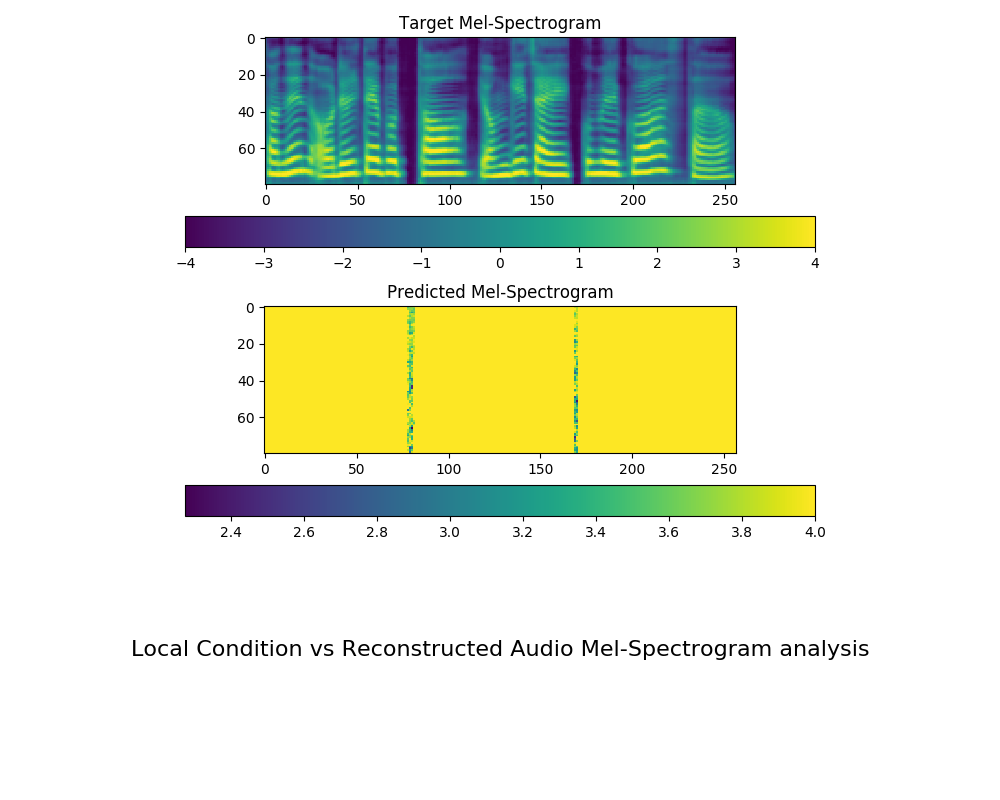 Target Mel-Spectrogram
0
20
40
60
0 50 100 150 200 250
−4 −3 −2 −1 0 1 2 3 4
Predicted Mel-Spectrogram
0
20
40
60
0 50 100 150 200 250
2.4 2.6 2.8 3.0 3.2 3.4 3.6 3.8 4.0
Local Condition vs Reconstructed Audio Mel-Spectrogram analysis